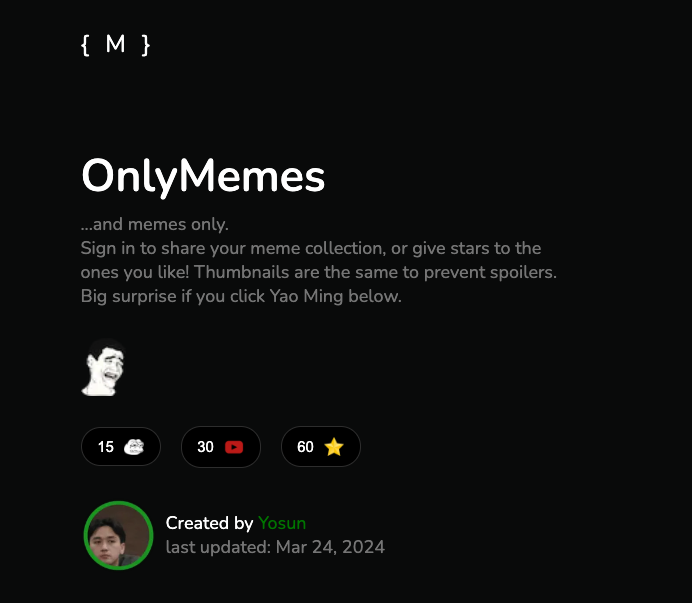 { M }
OnlyMemes
...and memes only.
Sign in to share your meme collection, or give stars to the
ones you like! Thumbnails are the same to prevent spoilers.
Big surprise if you click Yao Ming below.
15 30 60
Created by Yosun
last updated: Mar 24, 2024